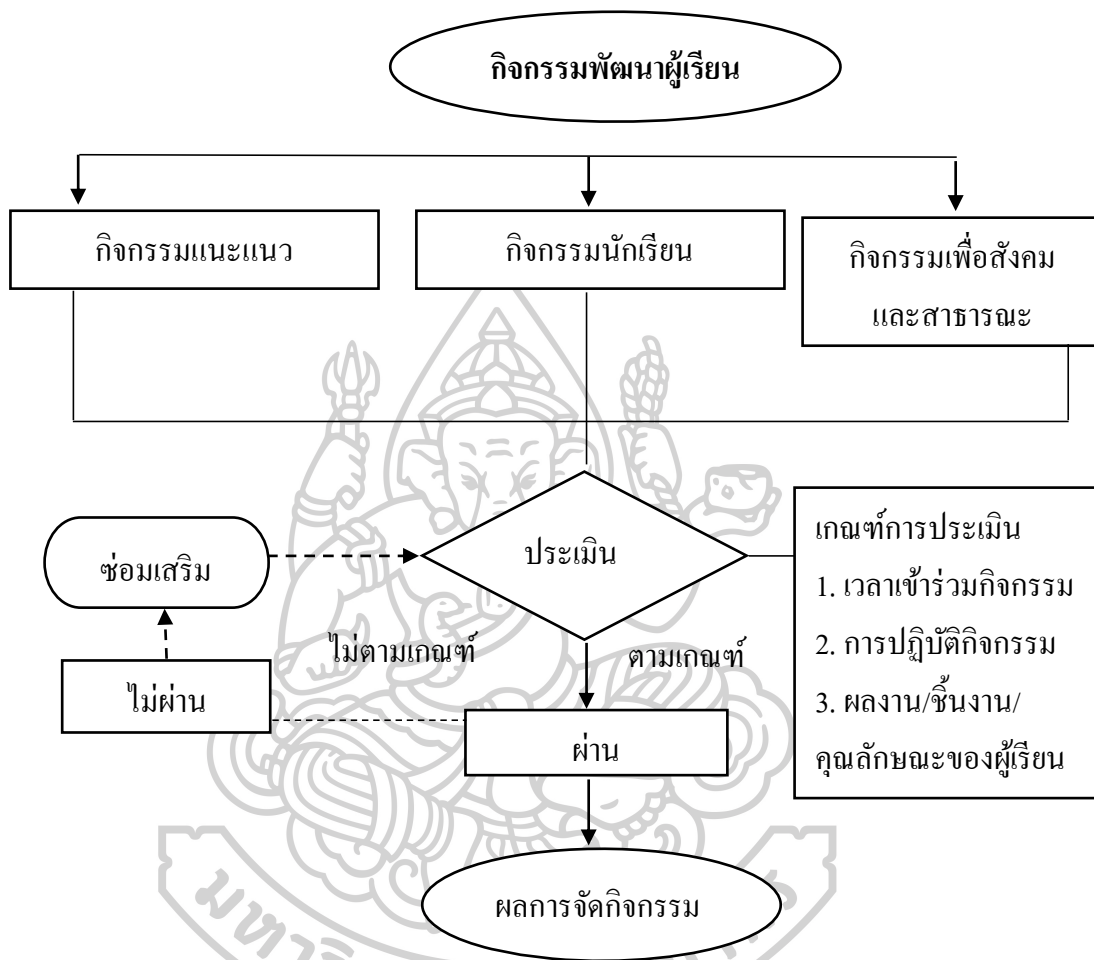 กิจกรรมพัฒนาผู้เรียน
กิจกรรมแนะแนว
กิจกรรมนักเรียน
กิจกรรมเพื่อสังคม
และสาธารณะ
ซ่อมเสริม
ประเมิน
เกณฑ์การประเมิน
1. เวลาเข้าร่วมกิจกรรม
2. การปฏิบัติกิจกรรม
3. ผลงาน/ชิ้นงาน/
คุณลักษณะของผู้เรียน
ไม่ตามเกณฑ์
ตามเกณฑ์
ไม่ผ่าน
ผ่าน
ผลการจัดกิจกรรม